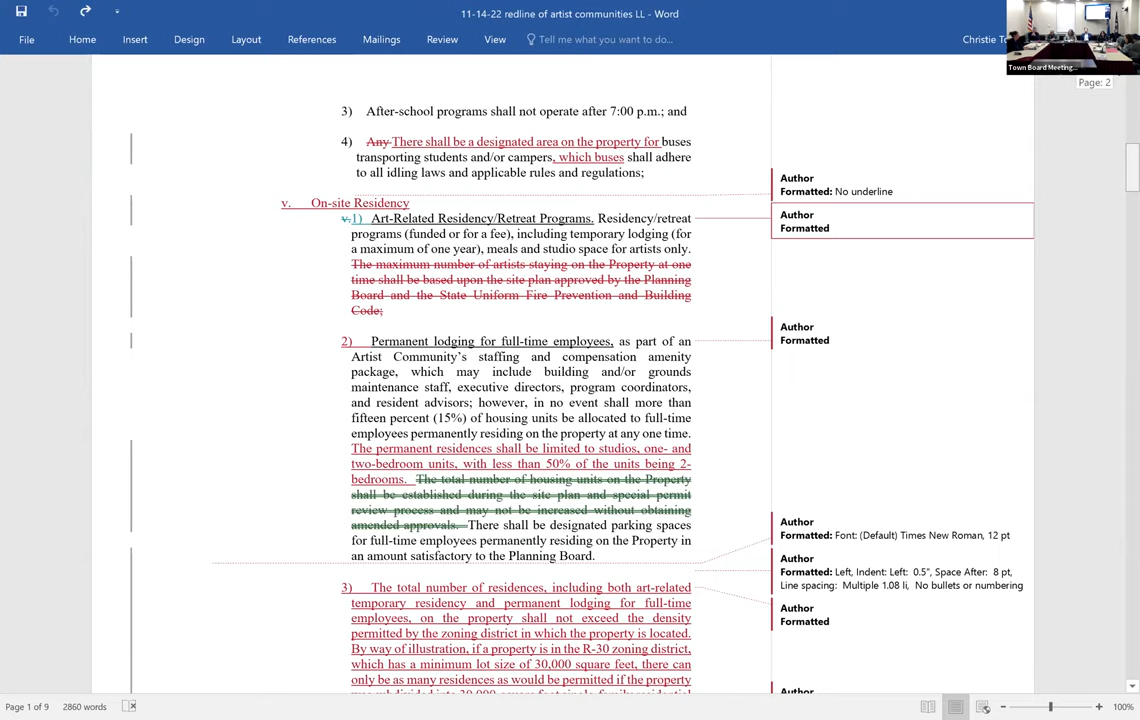 11-14-22 redline of artist communities LL - Word
File Home Insert Design Layout References Mailings Review View Tell me what you want to do... Christie To
Town Board Meeting...
Page: 2
3) After-school programs shall not operate after 7:00 p.m.; and
4) Any There shall be a designated area on the property for buses
transporting students and/or campers, which buses shall adhere
to all idling laws and applicable rules and regulations;
v. On-site Residency
v.1) Art-Related Residency/Retreat Programs. Residency/retreat
programs (funded or for a fee), including temporary lodging (for
a maximum of one year), meals and studio space for artists only.
The maximum number of artists staying on the Property at one
time shall be based upon the site plan approved by the Planning
Board and the State Uniform Fire Prevention and Building
Code;
2) Permanent lodging for full-time employees, as part of an
Artist Community's staffing and compensation amenity
package, which may include building and/or grounds
maintenance staff, executive directors, program coordinators,
and resident advisors; however, in no event shall more than
fifteen percent (15%) of housing units be allocated to full-time
employees permanently residing on the property at any one time.
The permanent residences shall be limited to studios, one- and
two-bedroom units, with less than 50% of the units being 2-
bedrooms. The total number of housing units on the Property
shall be established during the site plan and special permit
review process and may not be increased without obtaining
amended approvals. There shall be designated parking spaces
for full-time employees permanently residing on the Property in
an amount satisfactory to the Planning Board.
3) The total number of residences, including both art-related
temporary residency and permanent lodging for full-time
employees, on the property shall not exceed the density
permitted by the zoning district in which the property is located.
By way of illustration, if a property is in the R-30 zoning district,
which has a minimum lot size of 30,000 square feet, there can
only be as many residences as would be permitted if the property
was subdivided into 30,000 square foot single family residential
Author
Formatted: No underline
Author
Formatted
Author
Formatted
Author
Formatted: Font: (Default) Times New Roman, 12 pt
Author
Formatted: Left, Indent: Left: 0.5", Space After: 8 pt,
Line spacing: Multiple 1.08 li, No bullets or numbering
Author
Formatted
Author
Page 1 of 9 2860 words 100%